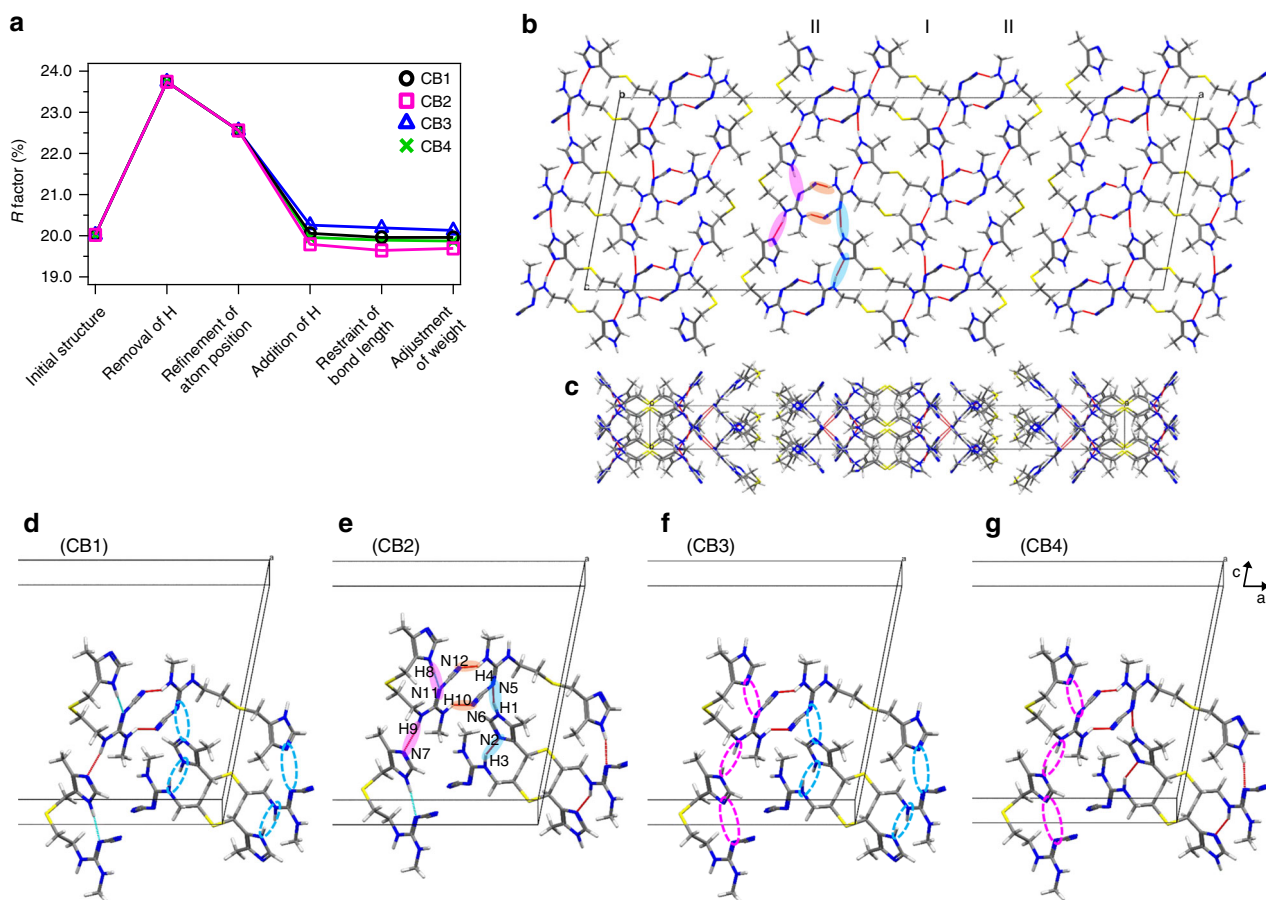 a
R factor (%)
24.0
23.0
22.0
21.0
20.0
19.0
CB1
CB2
CB3
CB4
Initial structure
Removal of H
Refinement of
atom position
Addition of H
Restraint of
bond length
Adjustment
of weight
b
II
I
II
b
a
c
c
d
(CB1)
a
e
(CB2)
a
N12
H8
H4
N11
N5
H10
H1
H9
N6
N7
N2
H3
f
(CB3)
a
g
(CB4)
a
c
a